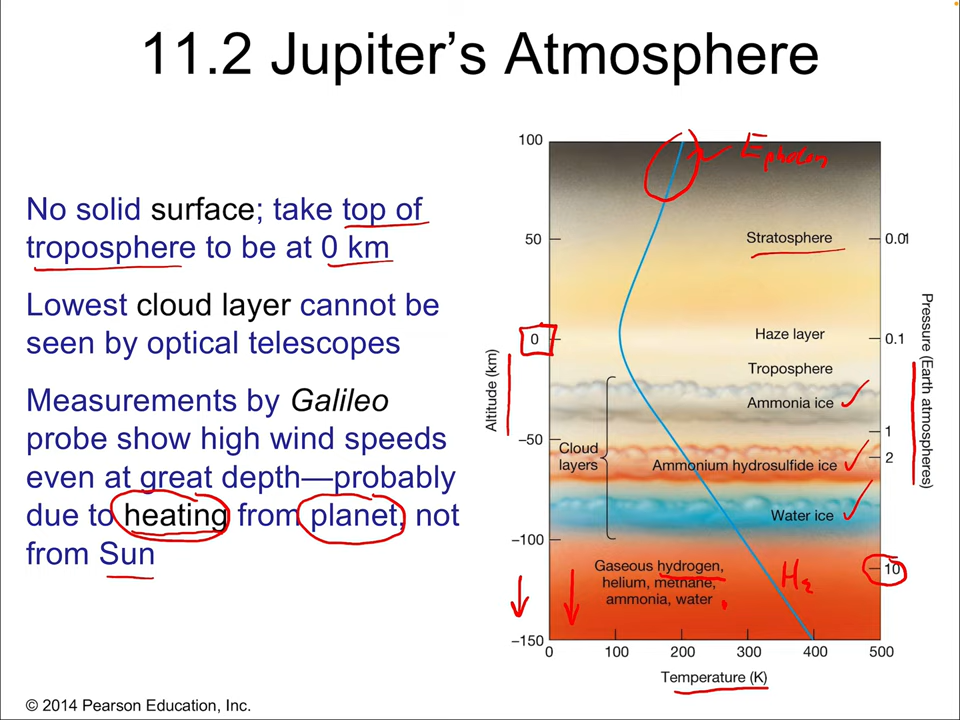 11.2 Jupiter's Atmosphere
No solid surface; take top of
troposphere to be at 0 km
Lowest cloud layer cannot be
seen by optical telescopes
Measurements by Galileo
probe show high wind speeds
even at great depth—probably
due to heating from planet, not
from Sun
100
50
0
–50
–100
–150
Altitude (km)
E photon
Stratosphere
Haze layer
Troposphere
Ammonia ice
Cloud
layers
Ammonium hydrosulfide ice
Water ice
Gaseous hydrogen,
helium, methane,
ammonia, water
H2
0.01
0.1
1
2
10
Pressure (Earth atmospheres)
0 100 200 300 400 500
Temperature (K)
© 2014 Pearson Education, Inc.